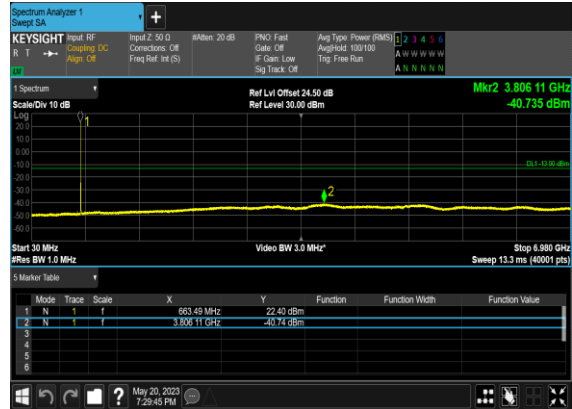 Spectrum Analyzer 1
Swept SA
+
KEYSIGHT Input: RF Input Z: 50 Ω #Atten: 20 dB PNO: Fast Avg Type: Power (RMS) 1 2 3 4 5 6
R T Coupling: DC Corrections: Off Gate: Off Avg|Hold: 100/100 A W W W W W
Align: Off Freq Ref: Int (S) IF Gain: Low Trig: Free Run
Sig Track: Off A N N N N N
1 Spectrum Ref Lvl Offset 24.50 dB Mkr2 3.806 11 GHz
Scale/Div 10 dB Ref Level 30.00 dBm -40.735 dBm
Log
1
20.0
10.0
0.00
-10.0 DL1 -13.00 dBm
-20.0
-30.0 2
-40.0
-50.0
-60.0
Start 30 MHz Video BW 3.0 MHz* Stop 6.980 GHz
#Res BW 1.0 MHz Sweep 13.3 ms (40001 pts)
5 Marker Table
Mode Trace Scale X Y Function Function Width Function Value
1 N 1 f 663.49 MHz 22.40 dBm
2 N 1 f 3.806 11 GHz -40.74 dBm
3
4
5
6
? May 20, 2023
7:29:45 PM